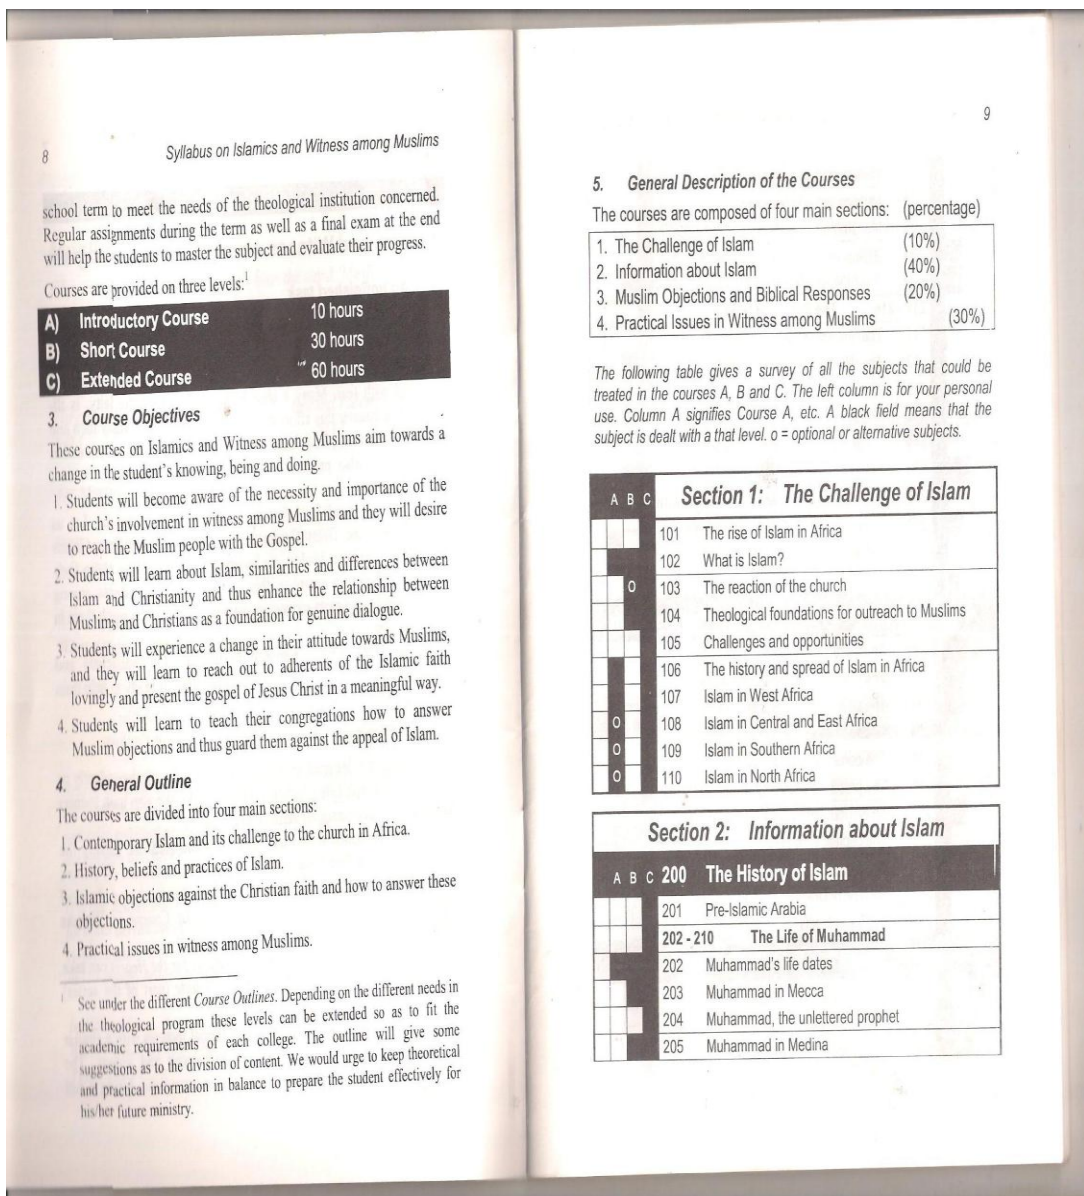 8
Syllabus on Islamics and Witness among Muslims
school term to meet the needs of the theological institution concerned.
Regular assignments during the term as well as a final exam at the end
will help the students to master the subject and evaluate their progress.
Courses are provided on three levels:1
A) Introductory Course 10 hours
B) Short Course 30 hours
C) Extended Course 60 hours
3. Course Objectives
These courses on Islamics and Witness among Muslims aim towards a
change in the student's knowing, being and doing.
1. Students will become aware of the necessity and importance of the
church's involvement in witness among Muslims and they will desire
to reach the Muslim people with the Gospel.
2. Students will learn about Islam, similarities and differences between
Islam and Christianity and thus enhance the relationship between
Muslims and Christians as a foundation for genuine dialogue.
3. Students will experience a change in their attitude towards Muslims,
and they will learn to reach out to adherents of the Islamic faith
lovingly and present the gospel of Jesus Christ in a meaningful way.
4. Students will learn to teach their congregations how to answer
Muslim objections and thus guard them against the appeal of Islam.
4. General Outline
The courses are divided into four main sections:
1. Contemporary Islam and its challenge to the church in Africa.
2. History, beliefs and practices of Islam.
3. Islamic objections against the Christian faith and how to answer these
objections.
4. Practical issues in witness among Muslims.
1 See under the different Course Outlines. Depending on the different needs in
the theological program these levels can be extended so as to fit the
academic requirements of each college. The outline will give some
suggestions as to the division of content. We would urge to keep theoretical
and practical information in balance to prepare the student effectively for
his/her future ministry.
9
5. General Description of the Courses
The courses are composed of four main sections: (percentage)
1. The Challenge of Islam (10%)
2. Information about Islam (40%)
3. Muslim Objections and Biblical Responses (20%)
4. Practical Issues in Witness among Muslims (30%)
The following table gives a survey of all the subjects that could be
treated in the courses A, B and C. The left column is for your personal
use. Column A signifies Course A, etc. A black field means that the
subject is dealt with a that level. o = optional or alternative subjects.
A B C Section 1: The Challenge of Islam
101 The rise of Islam in Africa
102 What is Islam?
O 103 The reaction of the church
104 Theological foundations for outreach to Muslims
105 Challenges and opportunities
106 The history and spread of Islam in Africa
107 Islam in West Africa
O 108 Islam in Central and East Africa
O 109 Islam in Southern Africa
O 110 Islam in North Africa
Section 2: Information about Islam
A B C 200 The History of Islam
201 Pre-Islamic Arabia
202 - 210 The Life of Muhammad
202 Muhammad's life dates
203 Muhammad in Mecca
204 Muhammad, the unlettered prophet
205 Muhammad in Medina